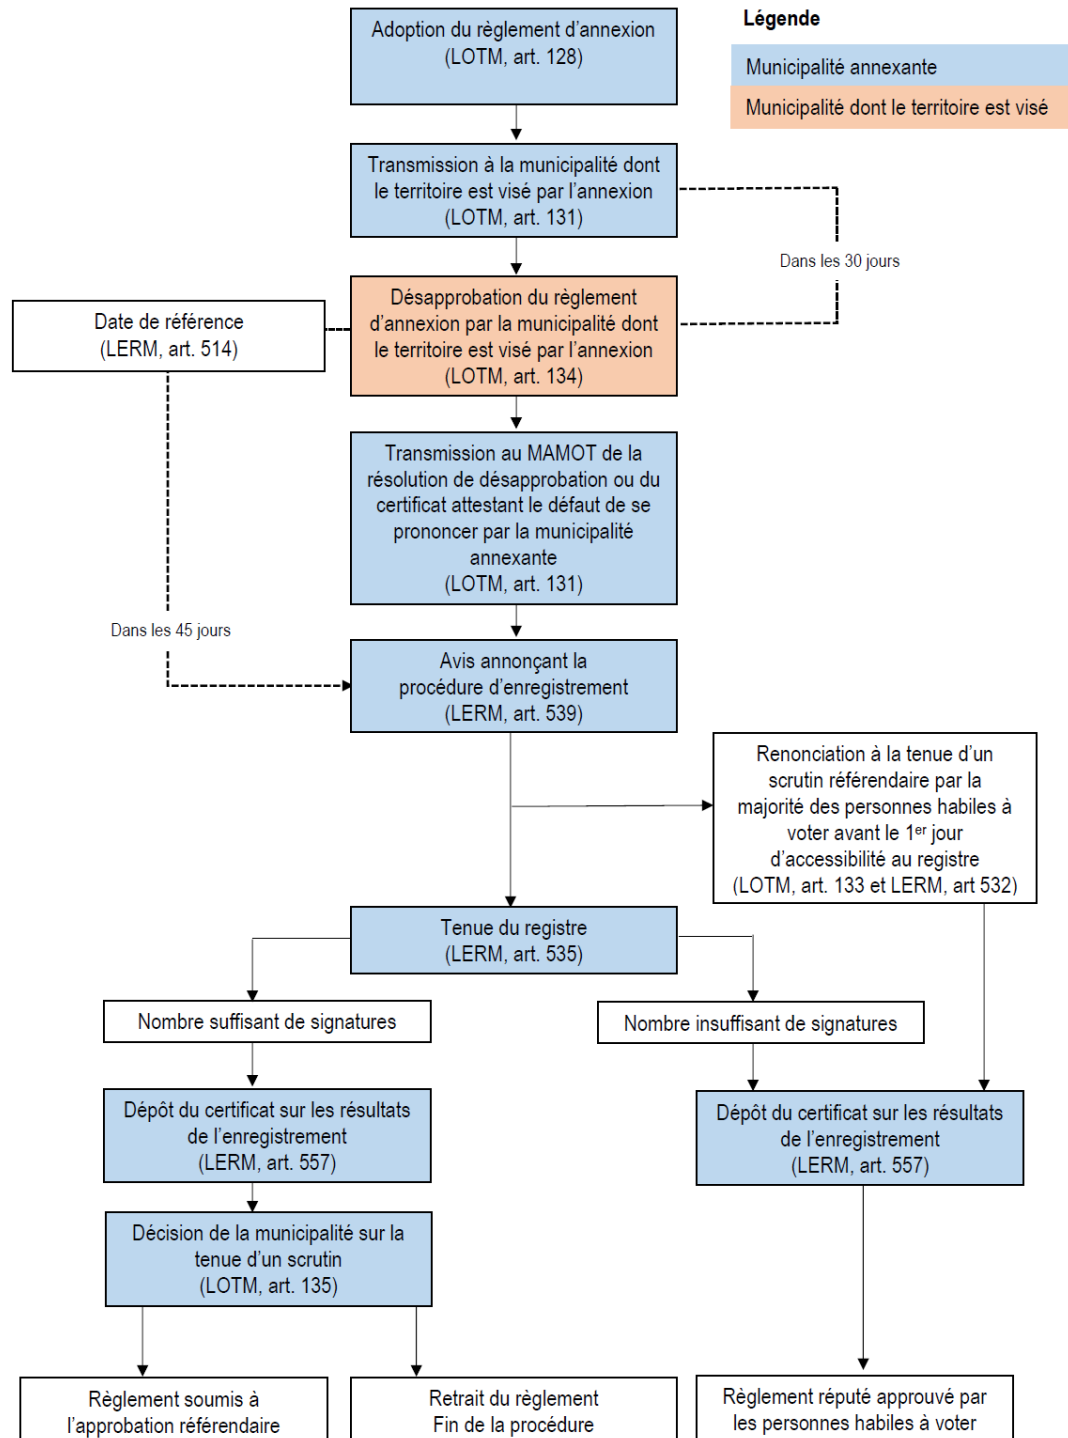 Adoption du règlement d'annexion
(LOTM, art. 128)
Légende
Municipalité annexante
Municipalité dont le territoire est visé
Transmission à la municipalité dont
le territoire est visé par l'annexion
(LOTM, art. 131)
Dans les 30 jours
Désapprobation du règlement
d'annexion par la municipalité dont
le territoire est visé par l'annexion
(LOTM, art. 134)
Date de référence
(LERM, art. 514)
Transmission au MAMOT de la
résolution de désapprobation ou du
certificat attestant le défaut de se
prononcer par la municipalité
annexante
(LOTM, art. 131)
Dans les 45 jours
Avis annonçant la
procédure d'enregistrement
(LERM, art. 539)
Renonciation à la tenue d'un
scrutin référendaire par la
majorité des personnes habiles à
voter avant le 1er jour
d'accessibilité au registre
(LOTM, art. 133 et LERM, art 532)
Tenue du registre
(LERM, art. 535)
Nombre suffisant de signatures
Nombre insuffisant de signatures
Dépôt du certificat sur les résultats
de l'enregistrement
(LERM, art. 557)
Dépôt du certificat sur les résultats
de l'enregistrement
(LERM, art. 557)
Décision de la municipalité sur la
tenue d'un scrutin
(LOTM, art. 135)
Règlement soumis à
l'approbation référendaire
Retrait du règlement
Fin de la procédure
Règlement réputé approuvé par
les personnes habiles à voter